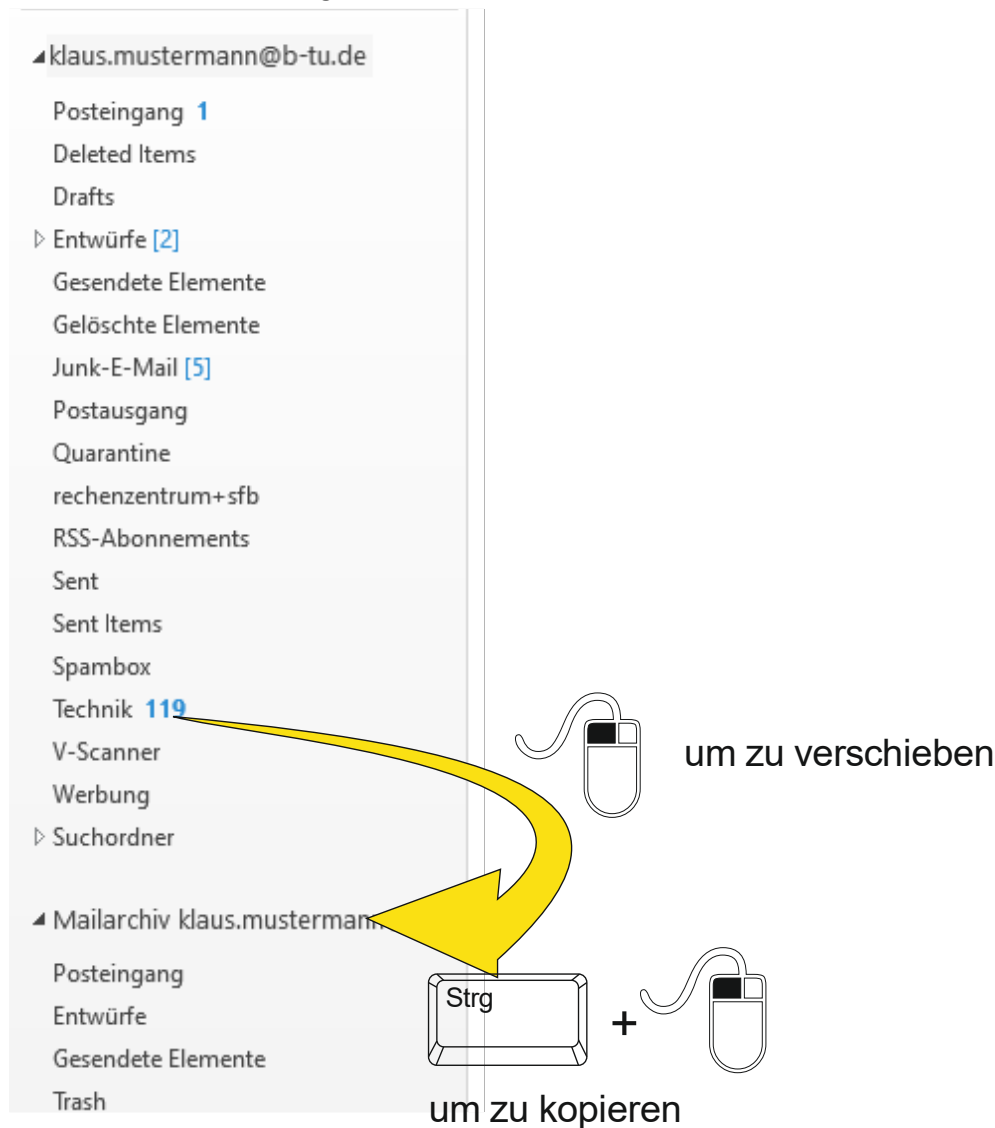 klaus.mustermann@b-tu.de
Posteingang 1
Deleted Items
Drafts
Entwürfe [2]
Gesendete Elemente
Gelöschte Elemente
Junk-E-Mail [5]
Postausgang
Quarantine
rechenzentrum+sfb
RSS-Abonnements
Sent
Sent Items
Spambox
Technik 119
V-Scanner
Werbung
Suchordner
um zu verschieben
Mailarchiv klaus.mustermann
Posteingang
Entwürfe
Gesendete Elemente
Trash
Strg
+
um zu kopieren